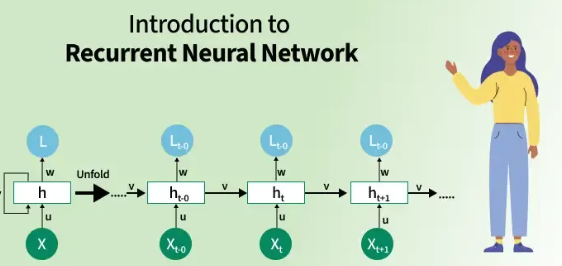 Introduction to
Recurrent Neural Network
L Lt-0 Lt-0 Lt-0
w w w w
Unfold
h ..... v ht-0 v ht v ht+1 v .....
u u u u
X Xt-0 Xt Xt+1